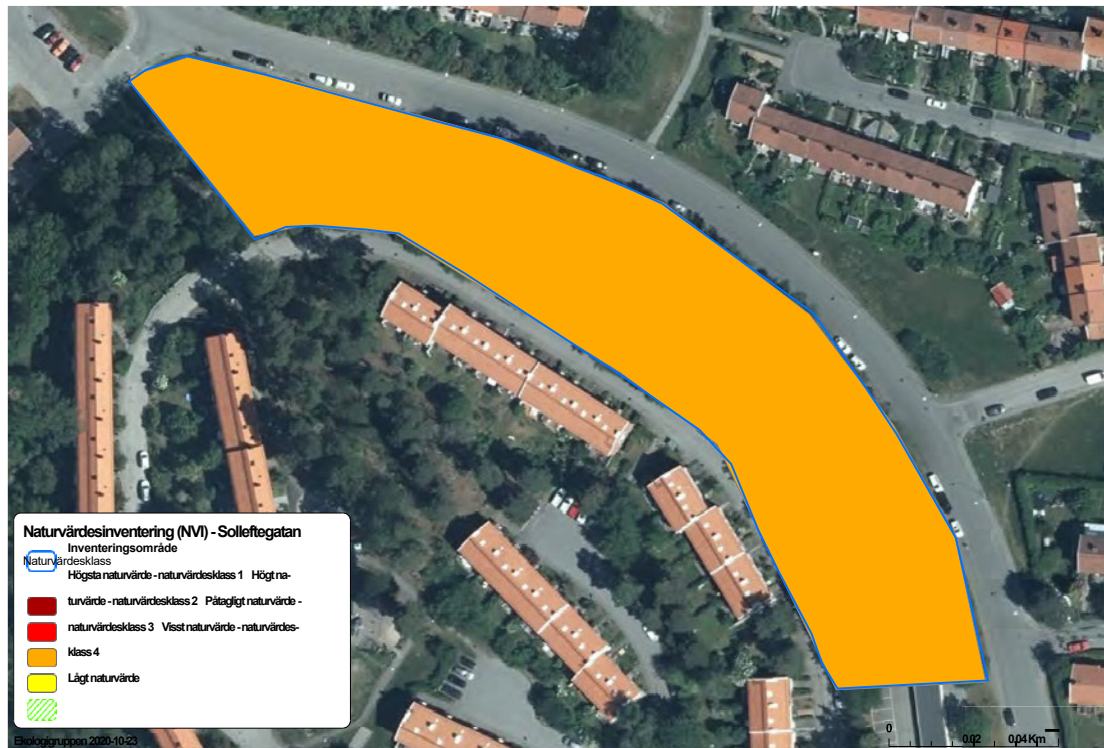 Naturvärdesinventering (NVI) - Solleftegatan
Inventeringsområde
Naturvärdesklass
Högsta naturvärde - naturvärdesklass 1 Högt na-
turvärde - naturvärdesklass 2 Påtagligt naturvärde -
naturvärdesklass 3 Visst naturvärde - naturvärdes-
klass 4
Lågt naturvärde
Ekologigruppen 2020-10-23
0 0,02 0,04 Km